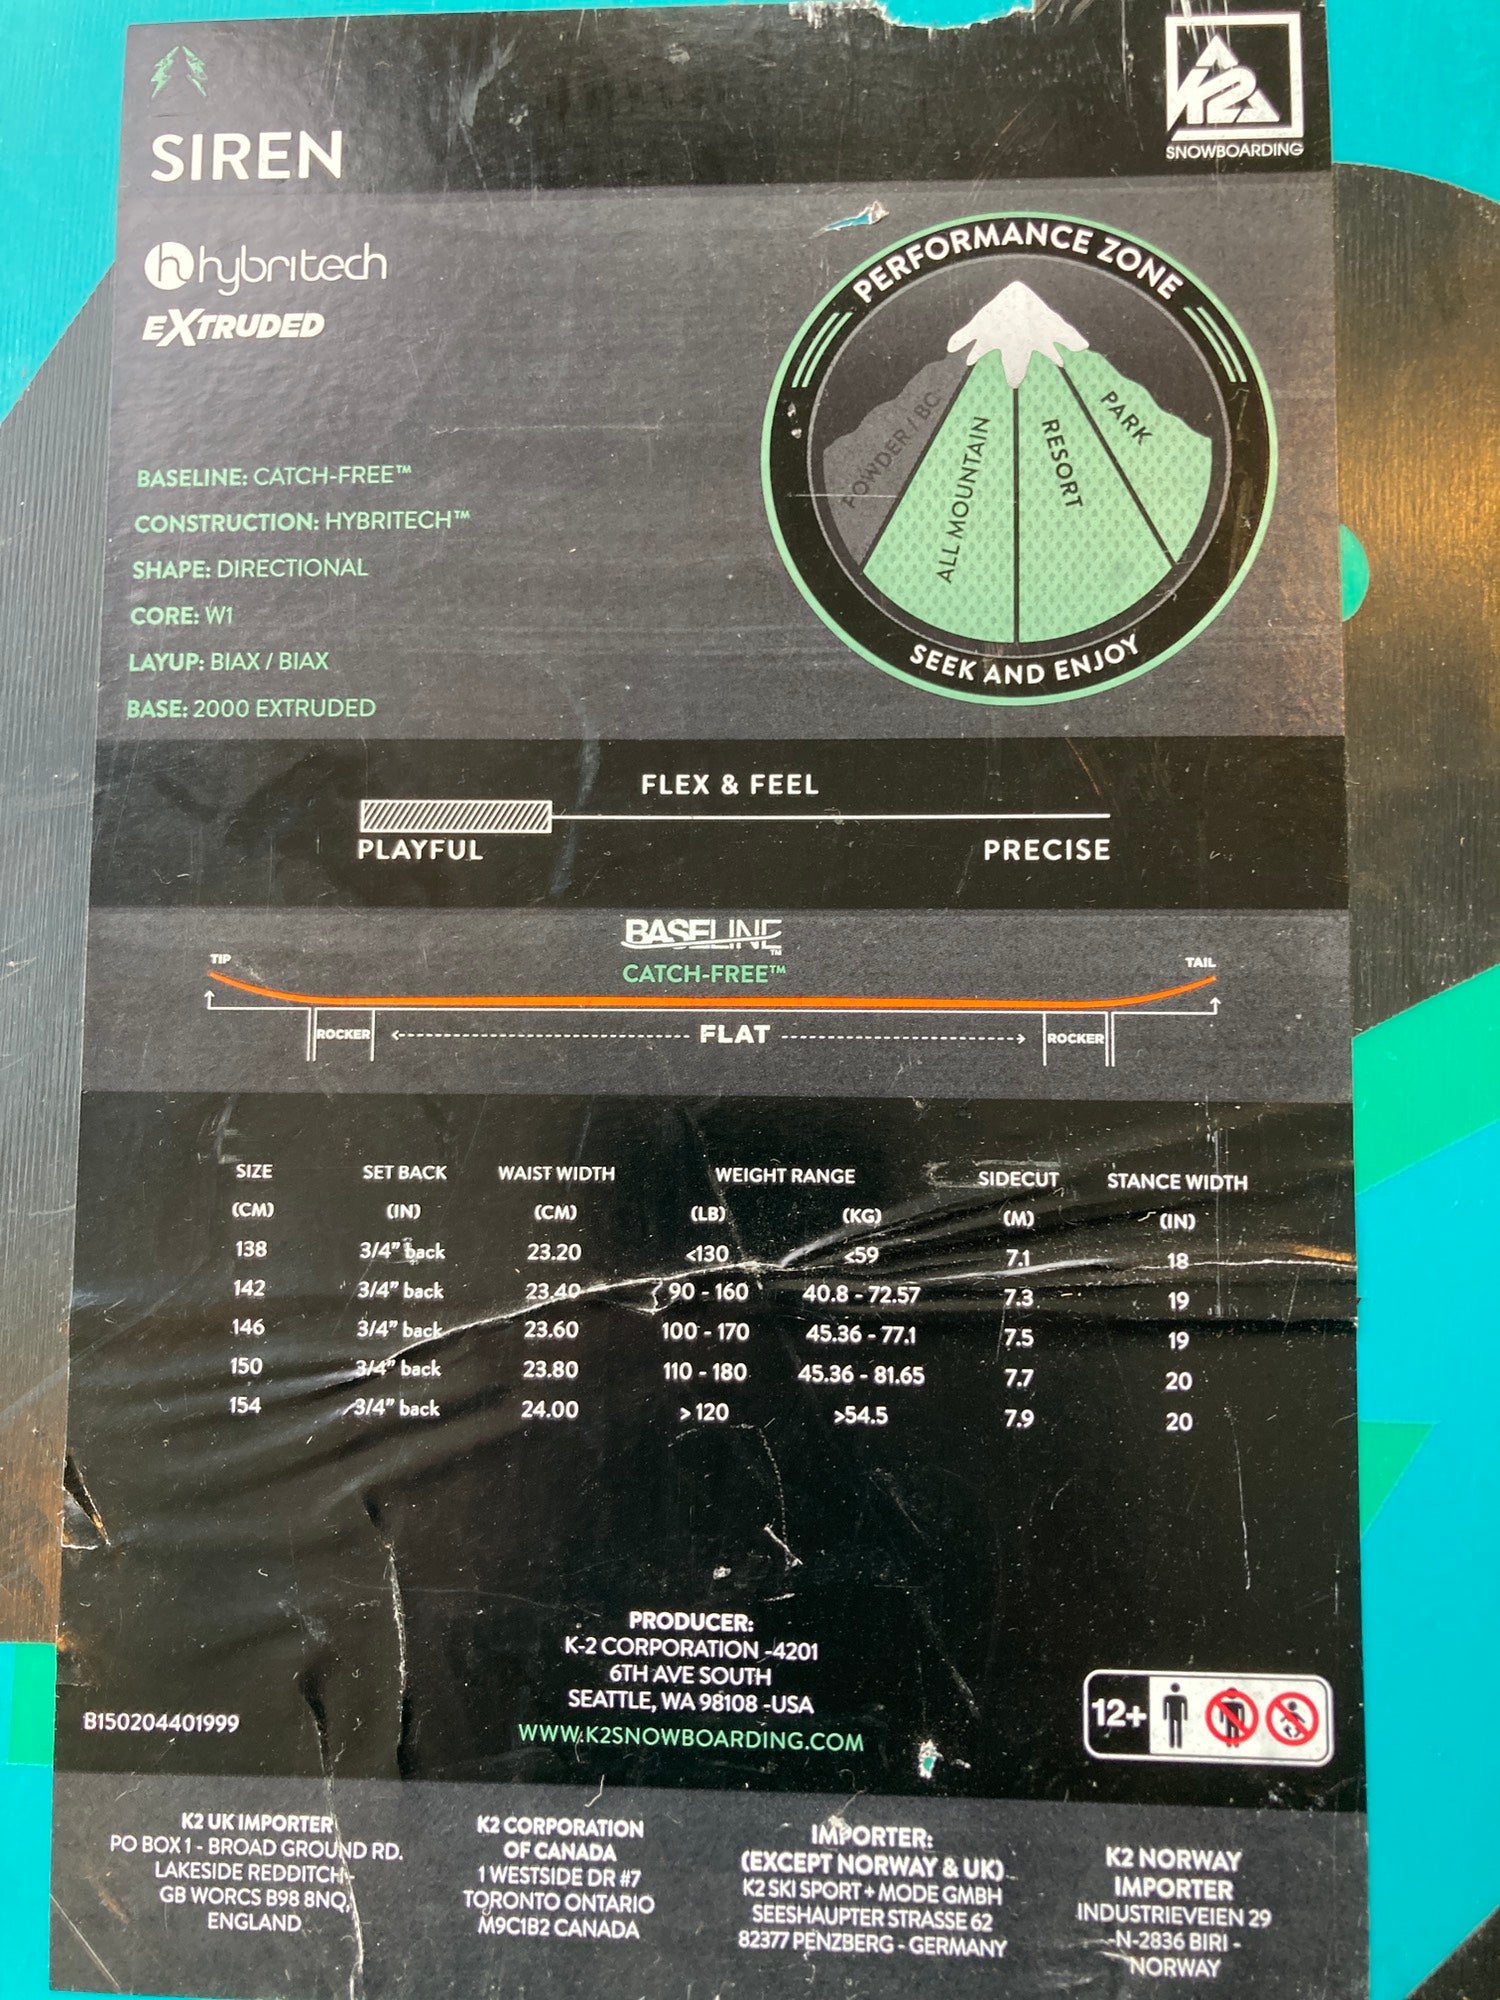 SIREN
K2
SNOWBOARDING
hybritech
EXTRUDED
BASELINE: CATCH-FREE™
CONSTRUCTION: HYBRITECH™
SHAPE: DIRECTIONAL
CORE: W1
LAYUP: BIAX / BIAX
BASE: 2000 EXTRUDED
PERFORMANCE ZONE
POWDER / BC
ALL MOUNTAIN
RESORT
PARK
SEEK AND ENJOY
FLEX & FEEL
PLAYFUL PRECISE
BASELINE™
CATCH-FREE™
TIP TAIL
ROCKER FLAT ROCKER
SIZE SET BACK WAIST WIDTH WEIGHT RANGE SIDECUT STANCE WIDTH
(CM) (IN) (CM) (LB) (KG) (M) (IN)
138 3/4" back 23.20 <130 <59 7.1 18
142 3/4" back 23.40 90 - 160 40.8 - 72.57 7.3 19
146 3/4" back 23.60 100 - 170 45.36 - 77.1 7.5 19
150 3/4" back 23.80 110 - 180 45.36 - 81.65 7.7 20
154 3/4" back 24.00 > 120 >54.5 7.9 20
PRODUCER:
K-2 CORPORATION -4201
6TH AVE SOUTH
SEATTLE, WA 98108 -USA
WWW.K2SNOWBOARDING.COM
B150204401999
12+
K2 UK IMPORTER
PO BOX 1 - BROAD GROUND RD.
LAKESIDE REDDITCH-
GB WORCS B98 8NQ,
ENGLAND
K2 CORPORATION
OF CANADA
1 WESTSIDE DR #7
TORONTO ONTARIO
M9C1B2 CANADA
IMPORTER:
(EXCEPT NORWAY & UK)
K2 SKI SPORT + MODE GMBH
SEESHAUPTER STRASSE 62
82377 PENZBERG - GERMANY
K2 NORWAY
IMPORTER
INDUSTRIEVEIEN 29
-N-2836 BIRI -
NORWAY